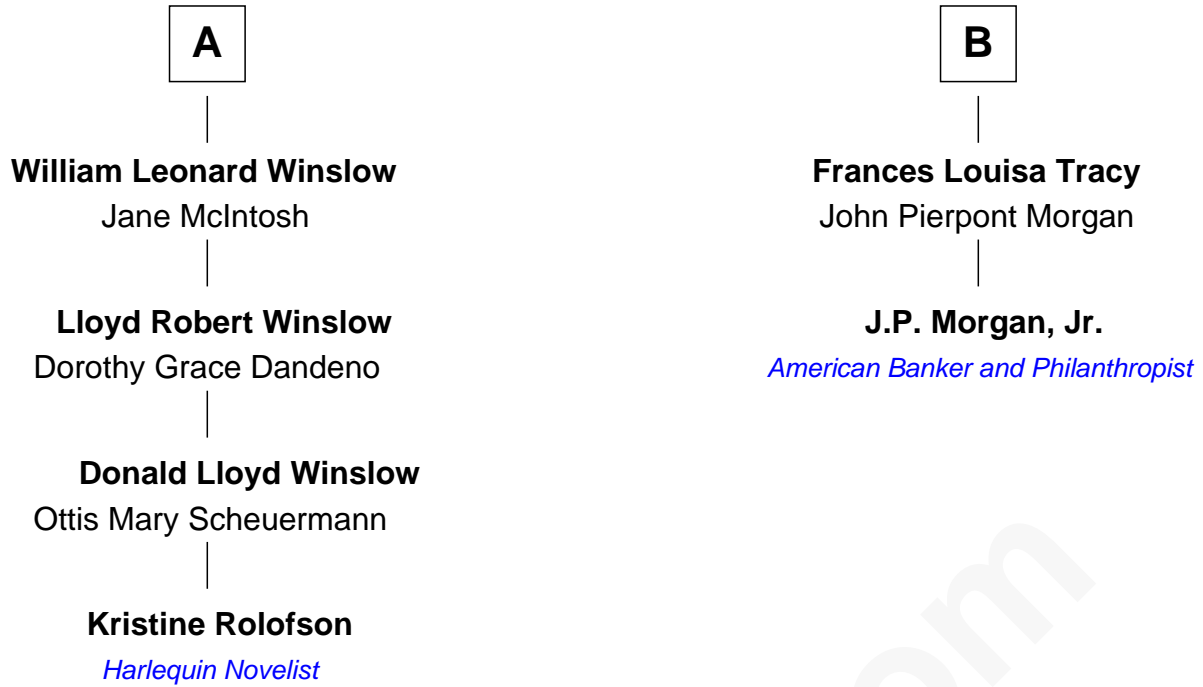 A
William Leonard Winslow
Jane McIntosh
Lloyd Robert Winslow
Dorothy Grace Dandeno
Donald Lloyd Winslow
Ottis Mary Scheuermann
Kristine Rolofson
Harlequin Novelist
B
Frances Louisa Tracy
John Pierpont Morgan
J.P. Morgan, Jr.
American Banker and Philanthropist
om